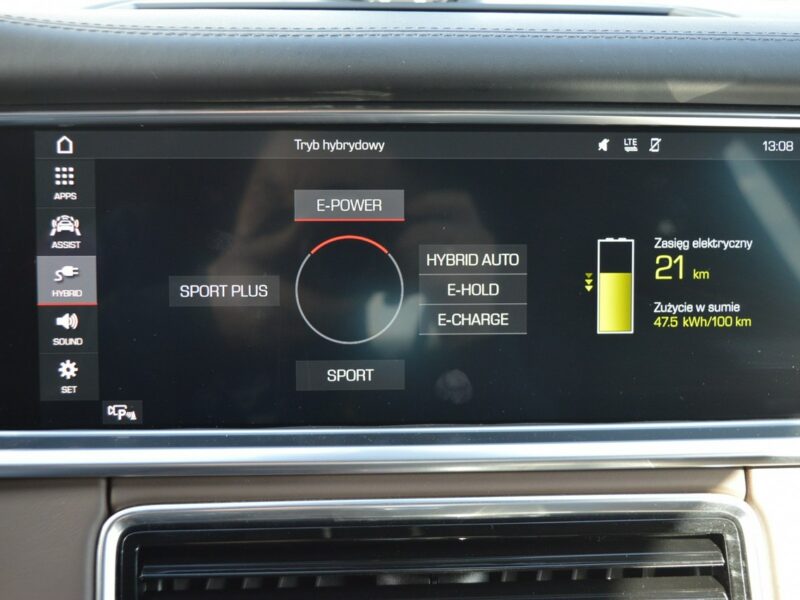 Tryb hybrydowy
LTE
13:08
APPS
ASSIST
HYBRID
SOUND
SET
P
E-POWER
SPORT PLUS
HYBRID AUTO
E-HOLD
E-CHARGE
SPORT
Zasięg elektryczny
21 km
Zużycie w sumie
47.5 kWh/100 km